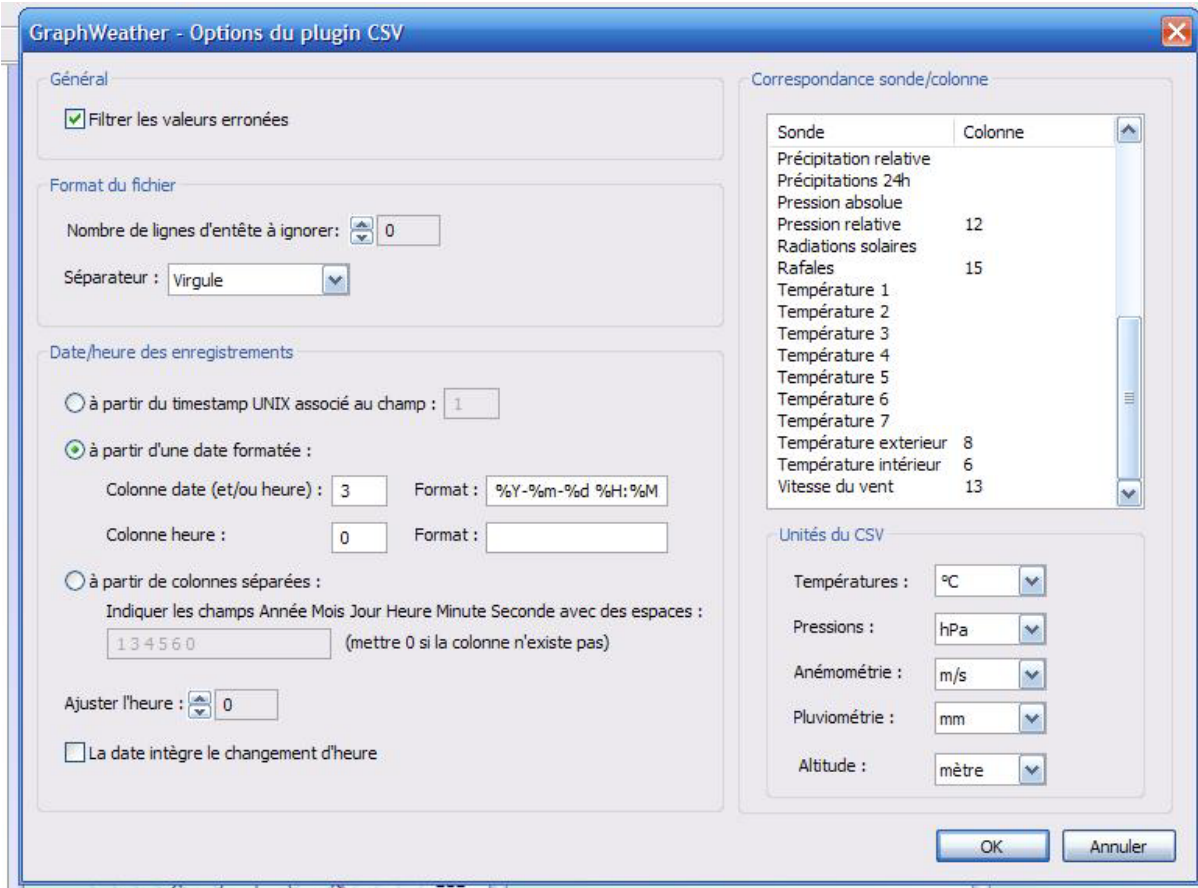 GraphWeather - Options du plugin CSV
Général
Filtrer les valeurs erronées
Format du fichier
Nombre de lignes d'entête à ignorer: 0
Séparateur : Virgule
Date/heure des enregistrements
à partir du timestamp UNIX associé au champ : 1
à partir d'une date formatée :
Colonne date (et/ou heure) : 3 Format : %Y-%m-%d %H:%M
Colonne heure : 0 Format :
à partir de colonnes séparées :
Indiquer les champs Année Mois Jour Heure Minute Seconde avec des espaces :
1 3 4 5 6 0 (mettre 0 si la colonne n'existe pas)
Ajuster l'heure : 0
La date intègre le changement d'heure
Correspondance sonde/colonne
Sonde Colonne
Précipitation relative
Précipitations 24h
Pression absolue
Pression relative 12
Radiations solaires
Rafales 15
Température 1
Température 2
Température 3
Température 4
Température 5
Température 6
Température 7
Température exterieur 8
Température intérieur 6
Vitesse du vent 13
Unités du CSV
Températures : °C
Pressions : hPa
Anémométrie : m/s
Pluviométrie : mm
Altitude : mètre
OK Annuler